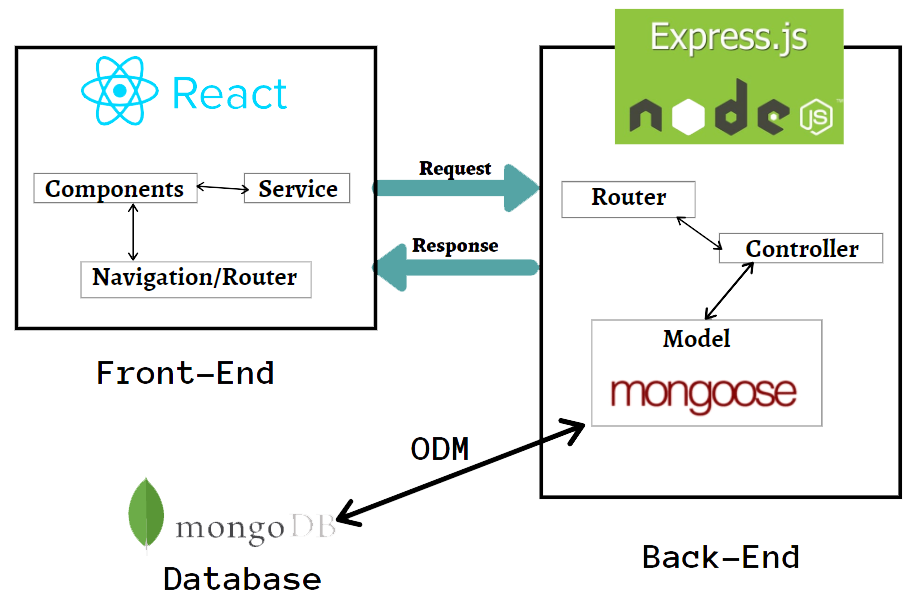 React
Components
Service
Navigation/Router
Front-End
Request
Response
Express.js
node
JS
™
Router
Controller
Model
mongoose
ODM
mongoDB
Database
Back-End